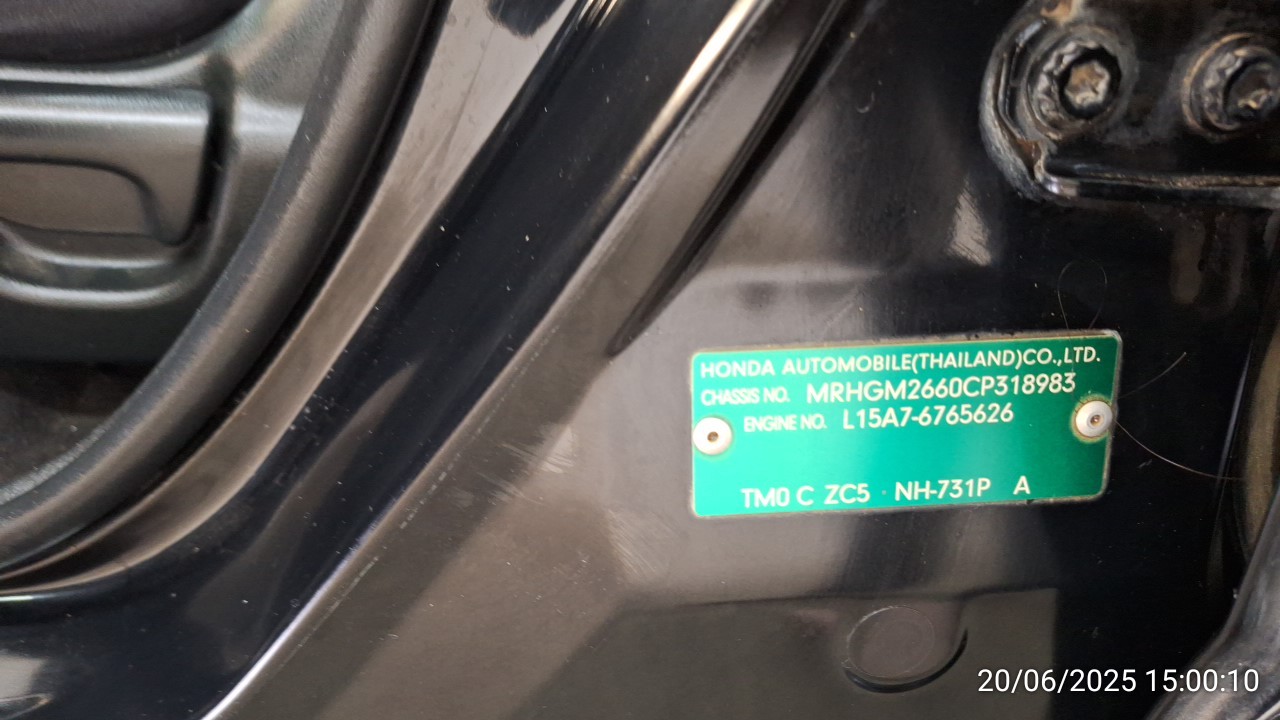 HONDA AUTOMOBILE(THAILAND)CO.,LTD.
CHASSIS NO. MRHGM2660CP318983
ENGINE NO. L15A7-6765626
TM0 C ZC5 NH-731P A
20/06/2025 15:00:10